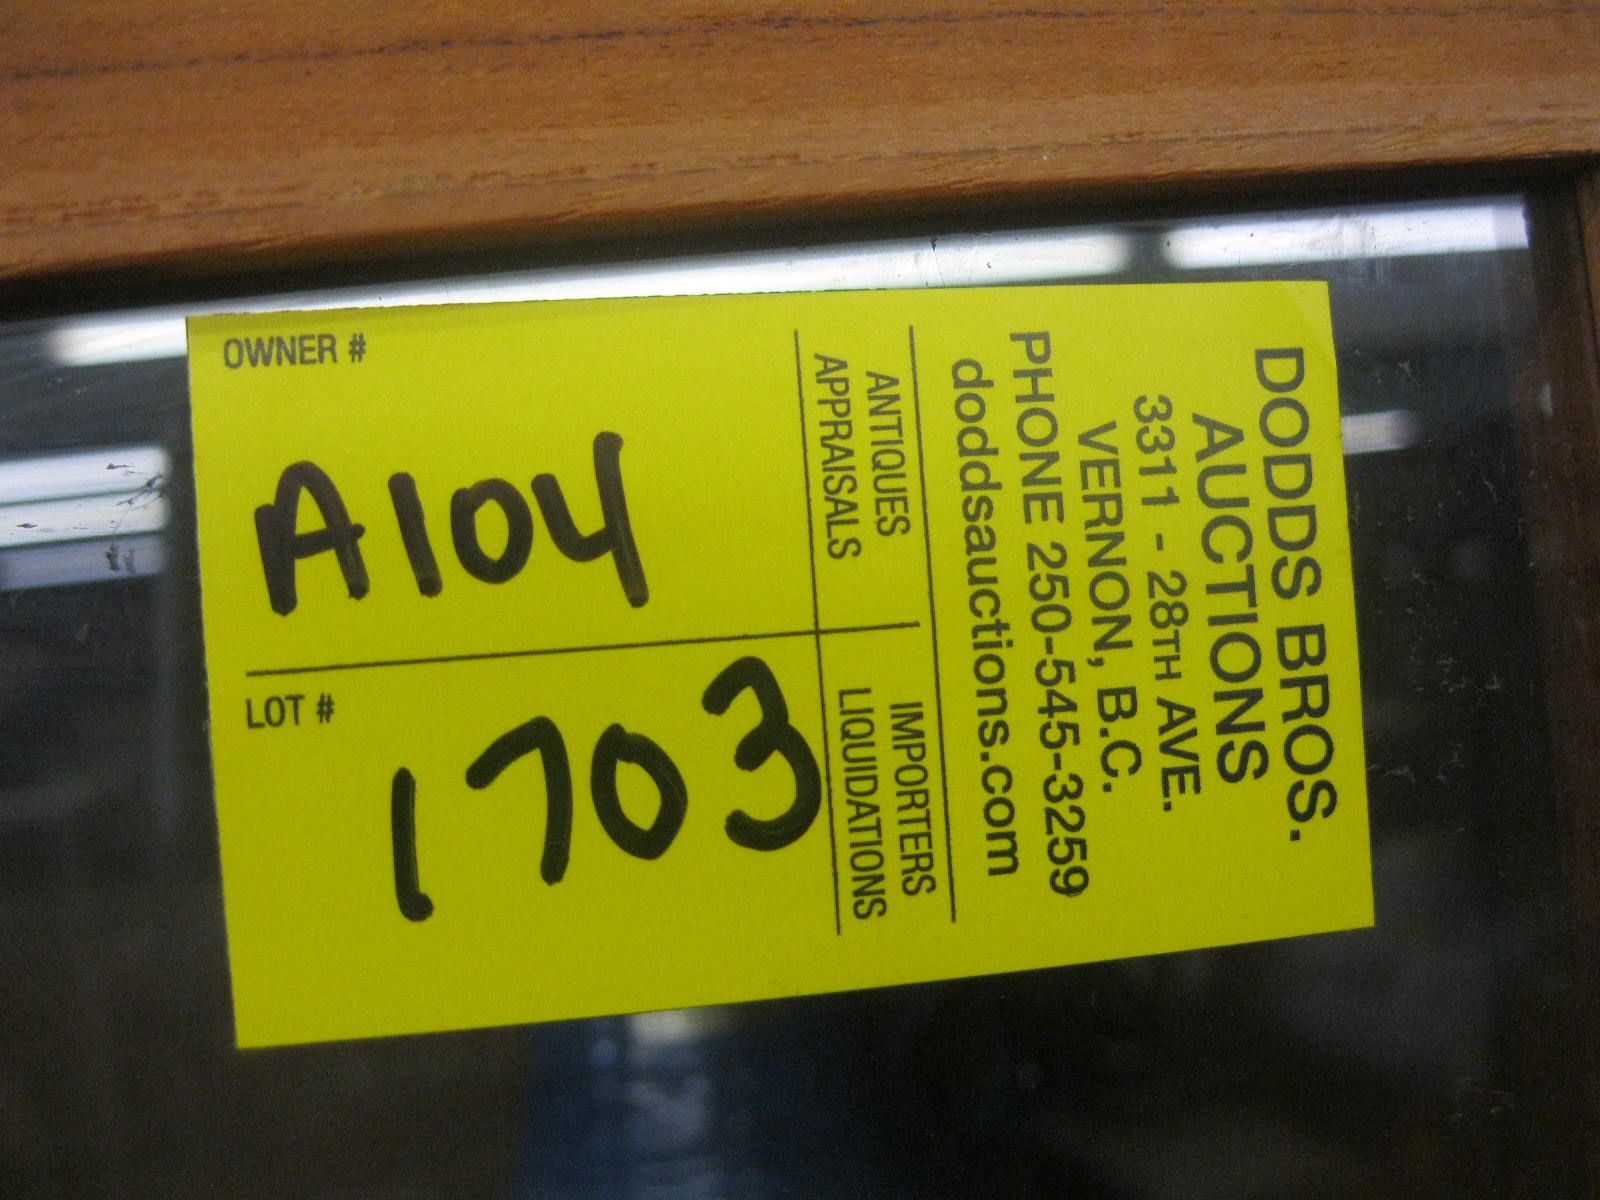 DODDS BROS.
AUCTIONS
3311 - 28TH AVE.
VERNON, B.C.
PHONE 250-545-3259
doddsauctions.com
ANTIQUES
APPRAISALS
IMPORTERS
LIQUIDATIONS
OWNER #
A104
LOT #
1703